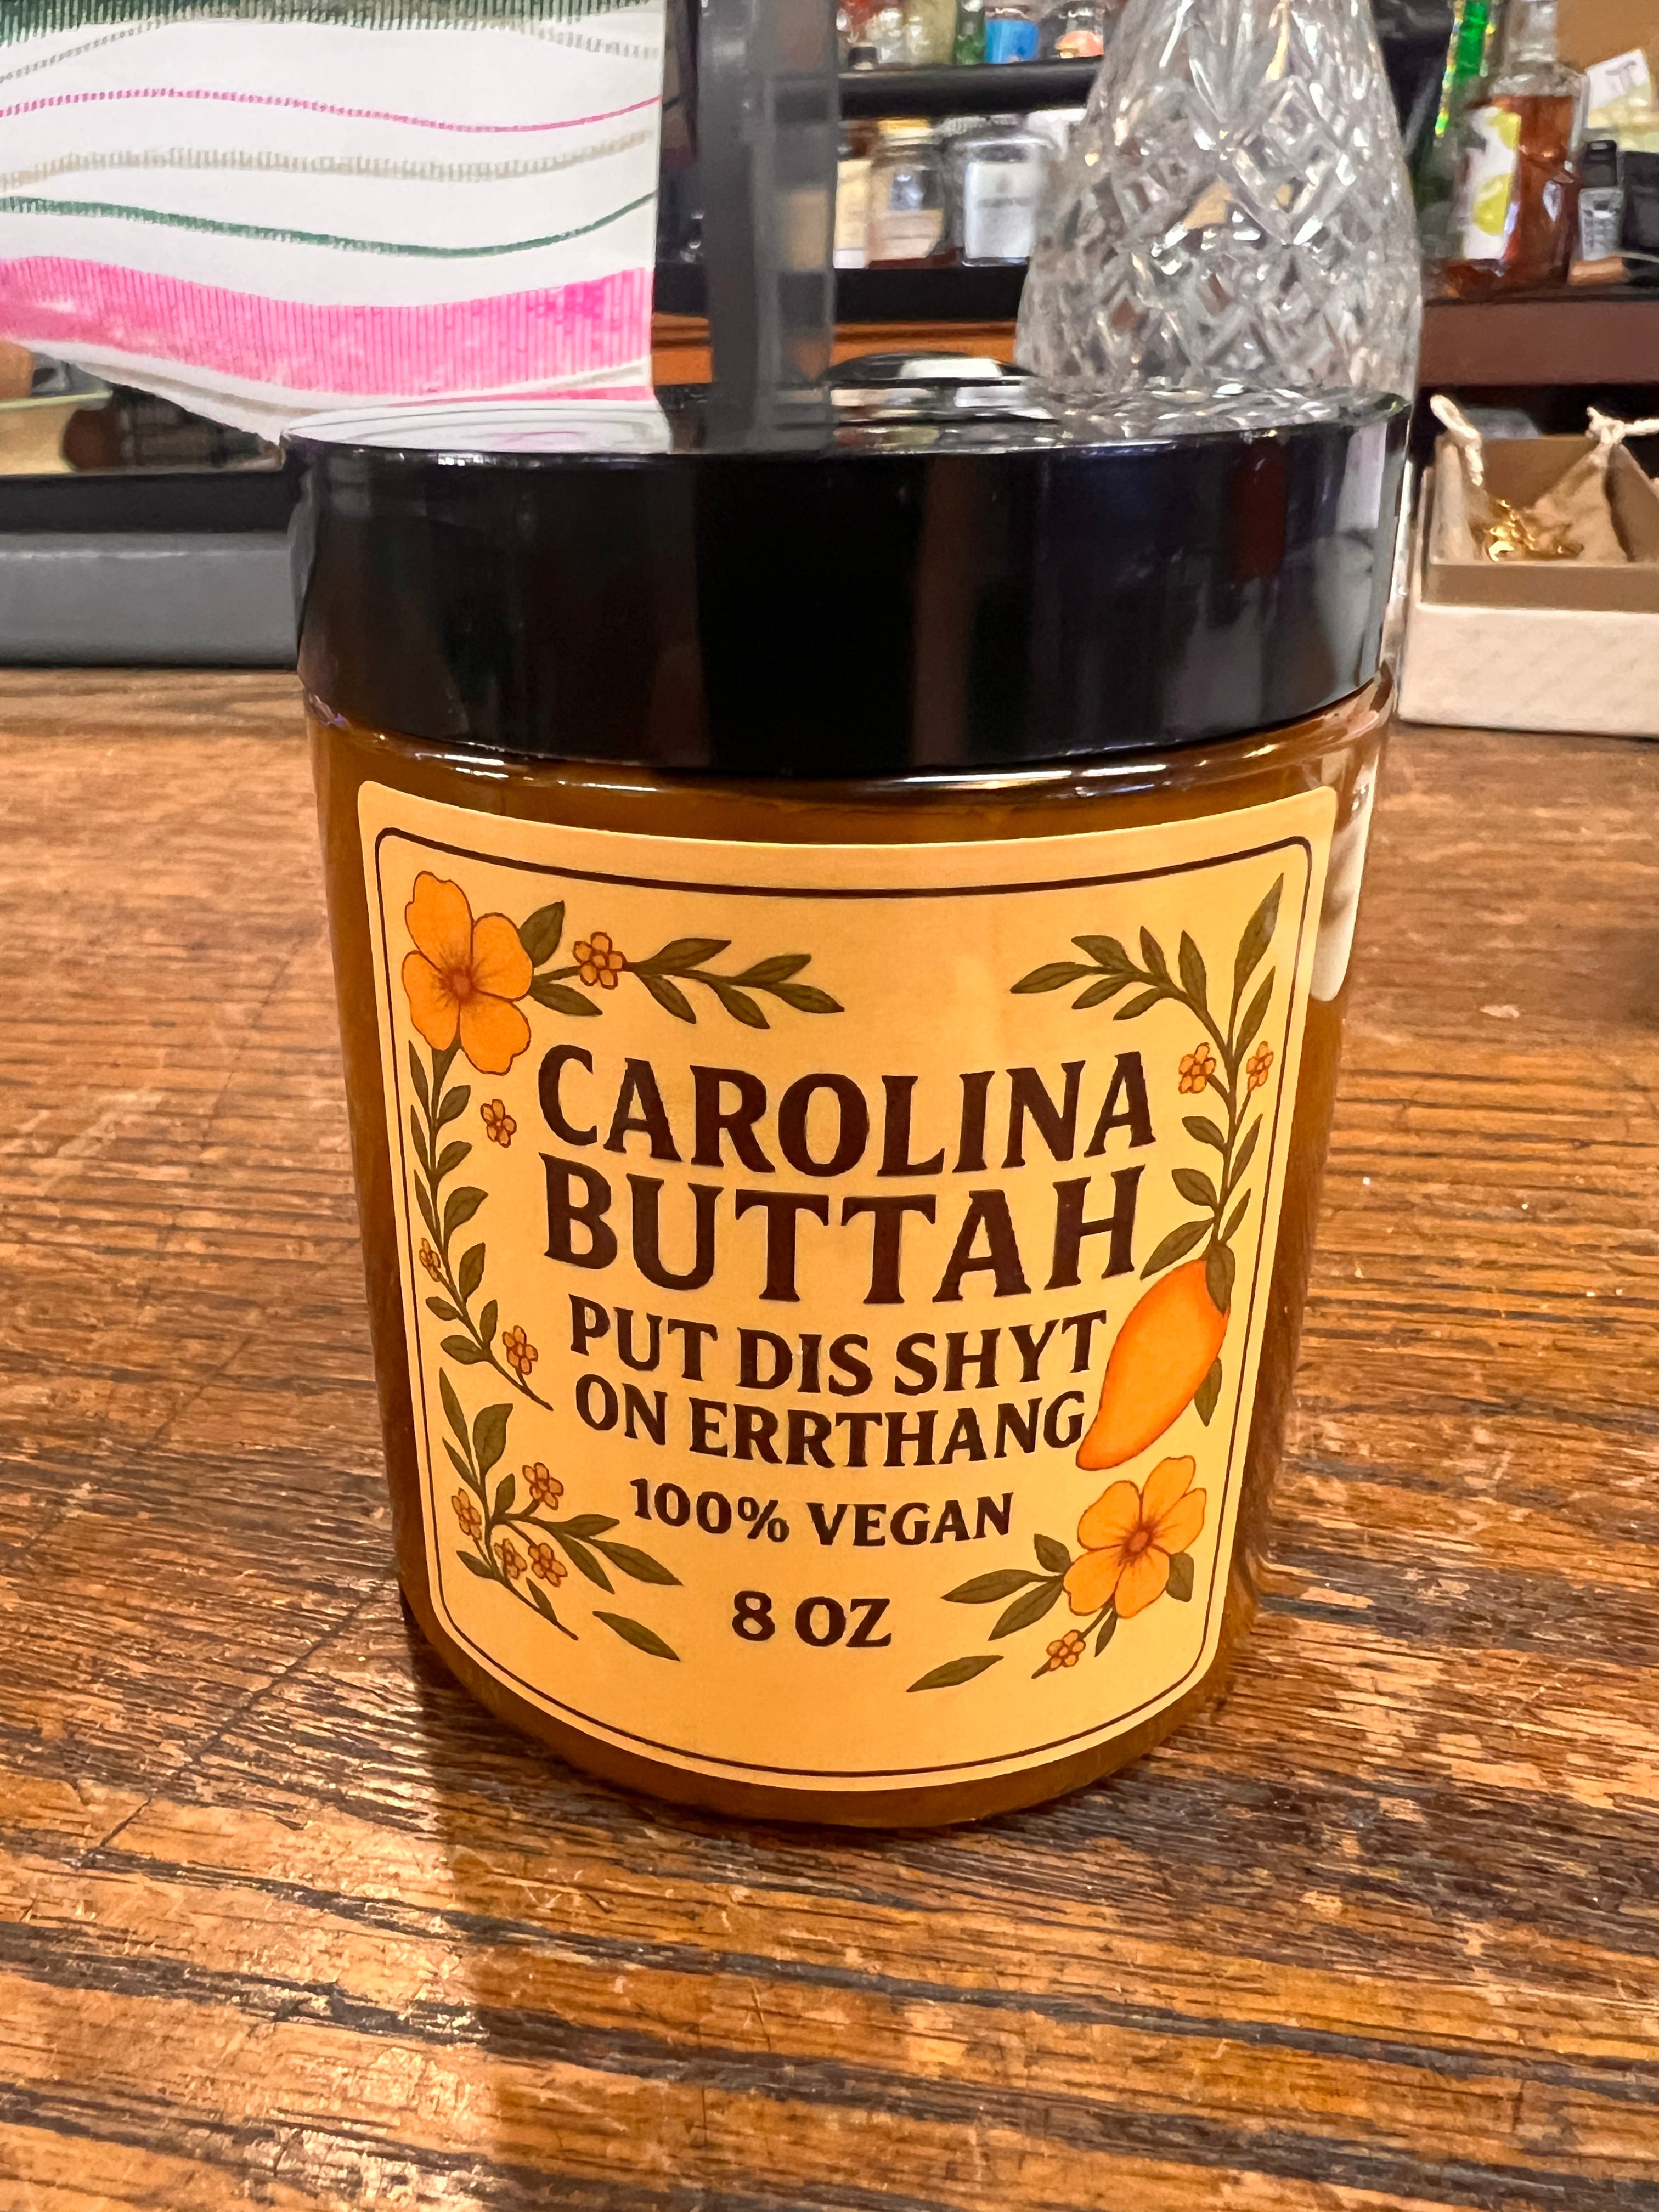 CAROLINA
BUTTAH
PUT DIS SHYT
ON ERRTHANG
100% VEGAN
8 OZ